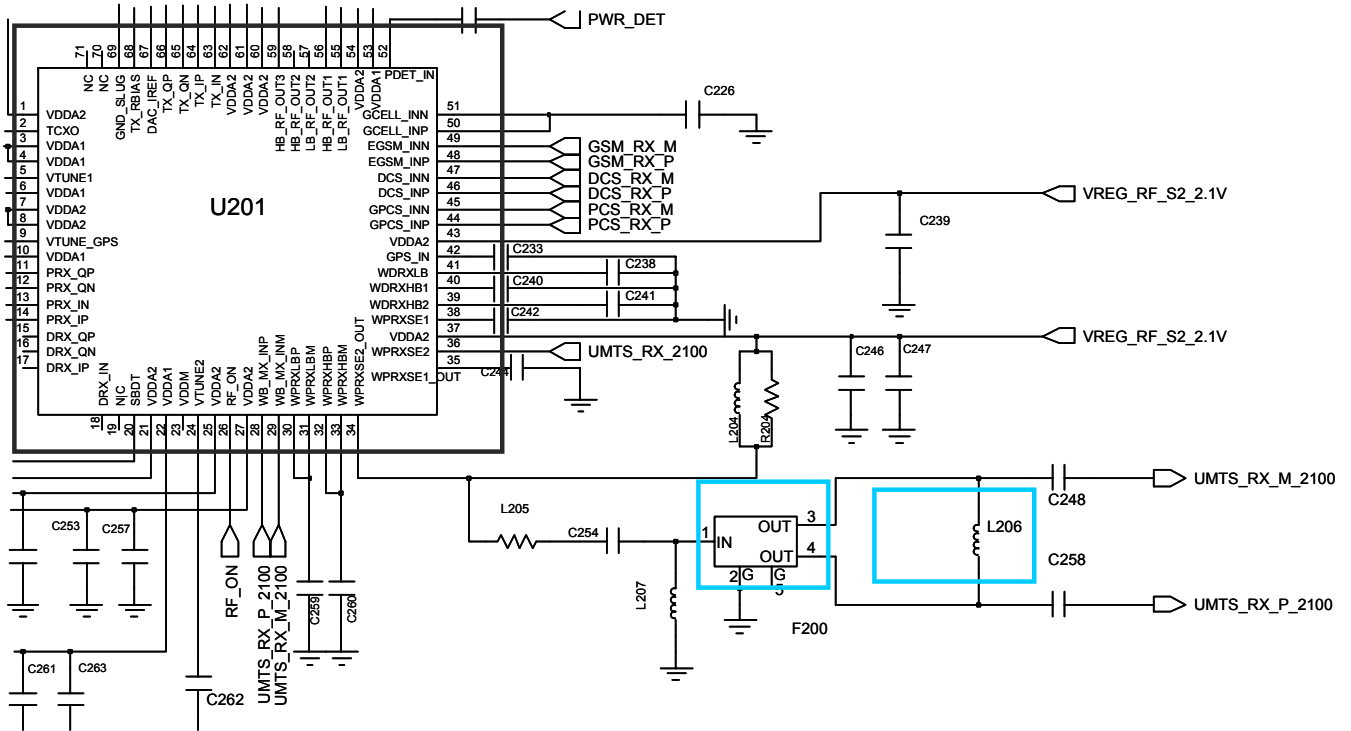 PWR_DET
71 70 69 68 67 66 65 64 63 62 61 60 59 58 57 56 55 54 53 52
NC NC GND_SLUG TX_RBIAS DAC_IREF TX_QP TX_QN TX_IP TX_IN VDDA2 VDDA2 VDDA2 HB_RF_OUT3 HB_RF_OUT2 LB_RF_OUT2 HB_RF_OUT1 LB_RF_OUT1 VDDA2 VDDA1 PDET_IN
1 VDDA2
2 TCXO
3 VDDA1
4 VDDA1
5 VTUNE1
6 VDDA1
7 VDDA2
8 VDDA2
9 VTUNE_GPS
10 VDDA1
11 PRX_QP
12 PRX_QN
13 PRX_IN
14 PRX_IP
15 DRX_QP
16 DRX_QN
17 DRX_IP
U201
GCELL_INN 51
GCELL_INP 50
EGSM_INN 49 GSM_RX_M
EGSM_INP 48 GSM_RX_P
DCS_INN 47 DCS_RX_M
DCS_INP 46 DCS_RX_P
GPCS_INN 45 PCS_RX_M
GPCS_INP 44 PCS_RX_P
VDDA2 43
GPS_IN 42 C233
WDRXLB 41 C238
WDRXHB1 40 C240
WDRXHB2 39 C241
WPRXSE1 38 C242
VDDA2 37
WPRXSE2 36 UMTS_RX_2100
WPRXSE1_OUT 35 C244
C226
VREG_RF_S2_2.1V
C239
VREG_RF_S2_2.1V
C246 C247
L204 R204
DRX_IN NIC SBDT VDDA2 VDDA1 VDDM VTUNE2 VDDA2 RF_ON VDDA2 WB_MX_INP WB_MX_INM WPRXLBP WPRXLBM WPRXHBP WPRXHBM WPRXSE2_OUT
18 19 20 21 22 23 24 25 26 27 28 29 30 31 32 33 34
C253 C257
RF_ON
UMTS_RX_P_2100
UMTS_RX_M_2100
C259 C260
C261 C263
C262
L205
C254
L207
1 IN
OUT 3
OUT 4
2 G G 5
F200
L206
C248
C258
UMTS_RX_M_2100
UMTS_RX_P_2100